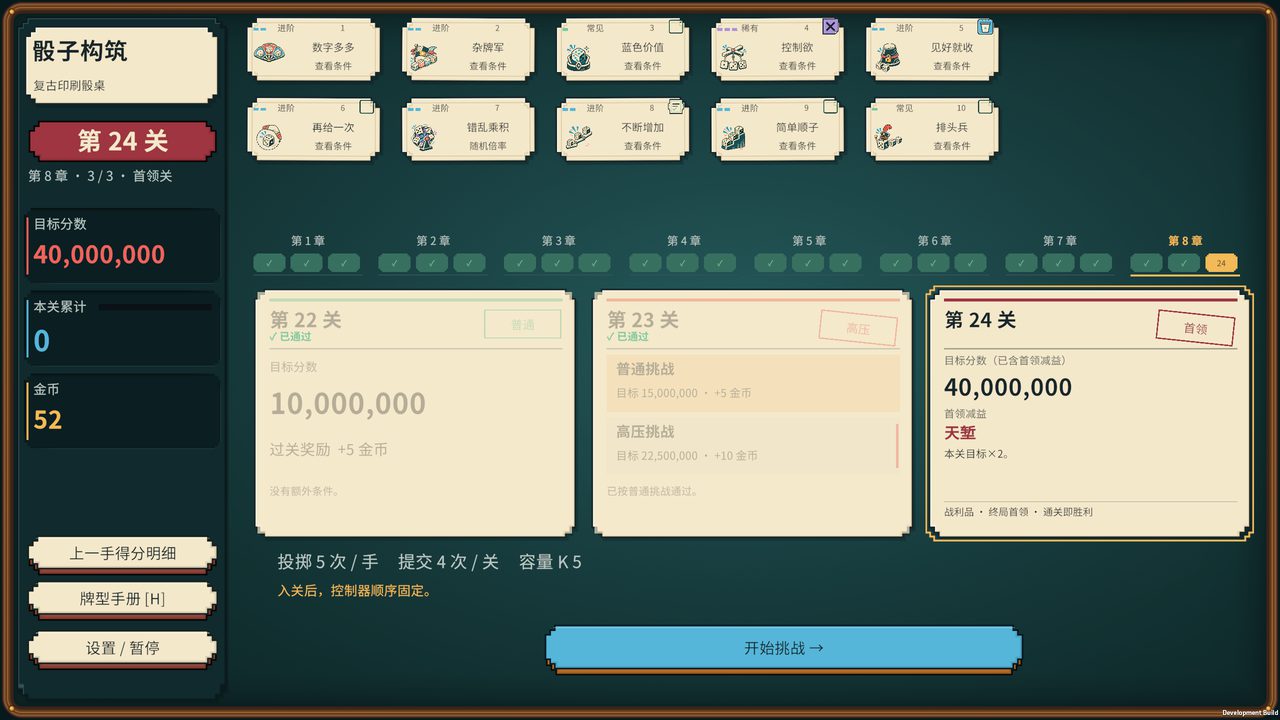 骰子构筑
复古印刷骰桌
第 24 关
第 8 章 · 3 / 3 · 首领关
目标分数
40,000,000
本关累计
0
金币
52
上一手得分明细
牌型手册 [H]
设置 / 暂停
进阶 1
数字多多
查看条件
进阶 2
杂牌军
查看条件
常见 3
蓝色价值
查看条件
稀有 4
控制欲
查看条件
进阶 5
见好就收
查看条件
进阶 6
再给一次
查看条件
进阶 7
错乱乘积
随机倍率
进阶 8
不断增加
查看条件
进阶 9
简单顺子
查看条件
常见 10
排头兵
查看条件
第 1 章
第 2 章
第 3 章
第 4 章
第 5 章
第 6 章
第 7 章
第 8 章
✓ ✓ ✓ ✓ ✓ ✓ ✓ ✓ ✓ ✓ ✓ ✓ ✓ ✓ ✓ ✓ ✓ ✓ ✓ ✓ ✓ ✓ ✓ 24
第 22 关
普通
✓ 已通过
目标分数
10,000,000
过关奖励 +5 金币
没有额外条件。
第 23 关
高压
✓ 已通过
普通挑战
目标 15,000,000 · +5 金币
高压挑战
目标 22,500,000 · +10 金币
已按普通挑战通过。
第 24 关
首领
目标分数（已含首领减益）
40,000,000
首领减益
天堑
本关目标×2。
战利品 · 终局首领 · 通关即胜利
投掷 5 次 / 手 提交 4 次 / 关 容量 K 5
入关后，控制器顺序固定。
开始挑战 →
Development Build